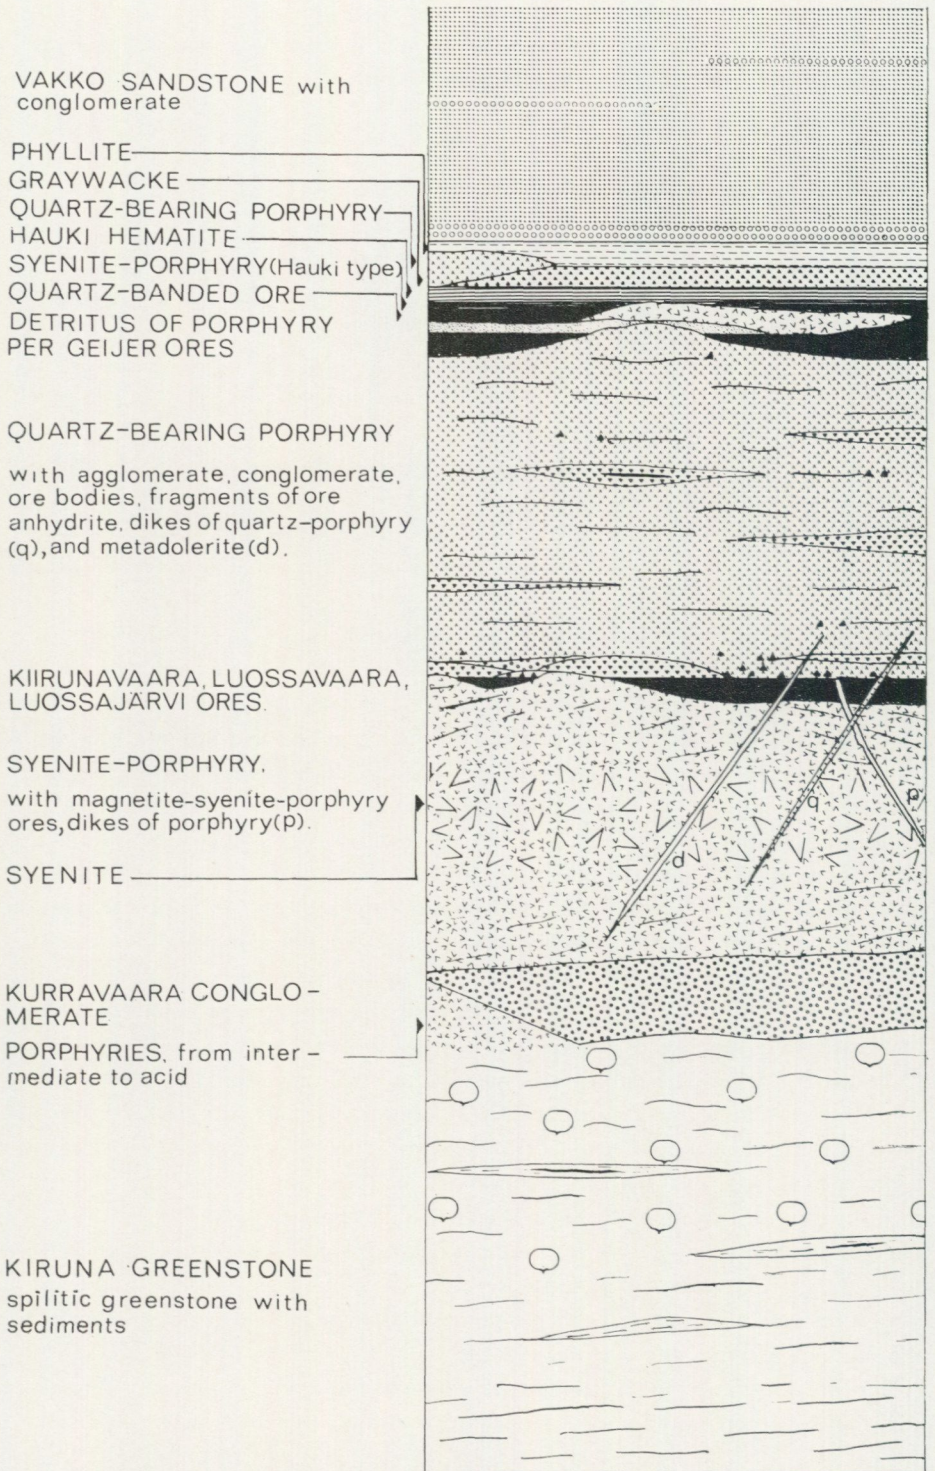 VAKKO SANDSTONE with
conglomerate
PHYLLITE
GRAYWACKE
QUARTZ-BEARING PORPHYRY
HAUKI HEMATITE
SYENITE-PORPHYRY(Hauki type)
QUARTZ-BANDED ORE
DETRITUS OF PORPHYRY
PER GEIJER ORES
QUARTZ-BEARING PORPHYRY
with agglomerate, conglomerate,
ore bodies, fragments of ore
anhydrite, dikes of quartz-porphyry
(q), and metadolerite(d).
KIIRUNAVAARA, LUOSSAVAARA,
LUOSSAJÄRVI ORES.
SYENITE-PORPHYRY.
with magnetite-syenite-porphyry
ores, dikes of porphyry(p).
SYENITE
KURRAVAARA CONGLO-
MERATE
PORPHYRIES, from inter-
mediate to acid
KIRUNA GREENSTONE
spilitic greenstone with
sediments